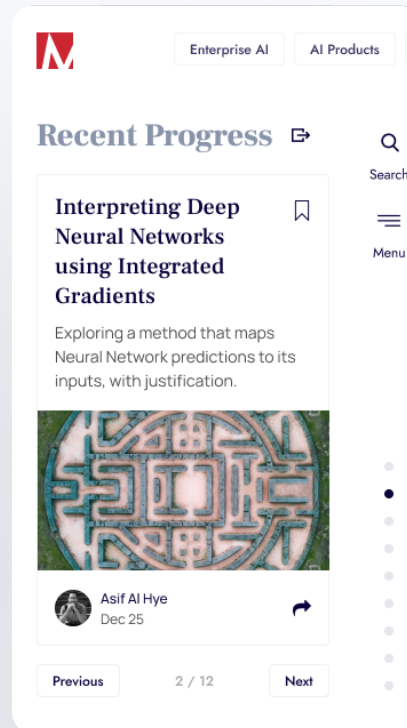 Enterprise AI
AI Products
Recent Progress
Search
Menu
Interpreting Deep
Neural Networks
using Integrated
Gradients
Exploring a method that maps
Neural Network predictions to its
inputs, with justification.
Asif Al Hye
Dec 25
Previous
2 / 12
Next